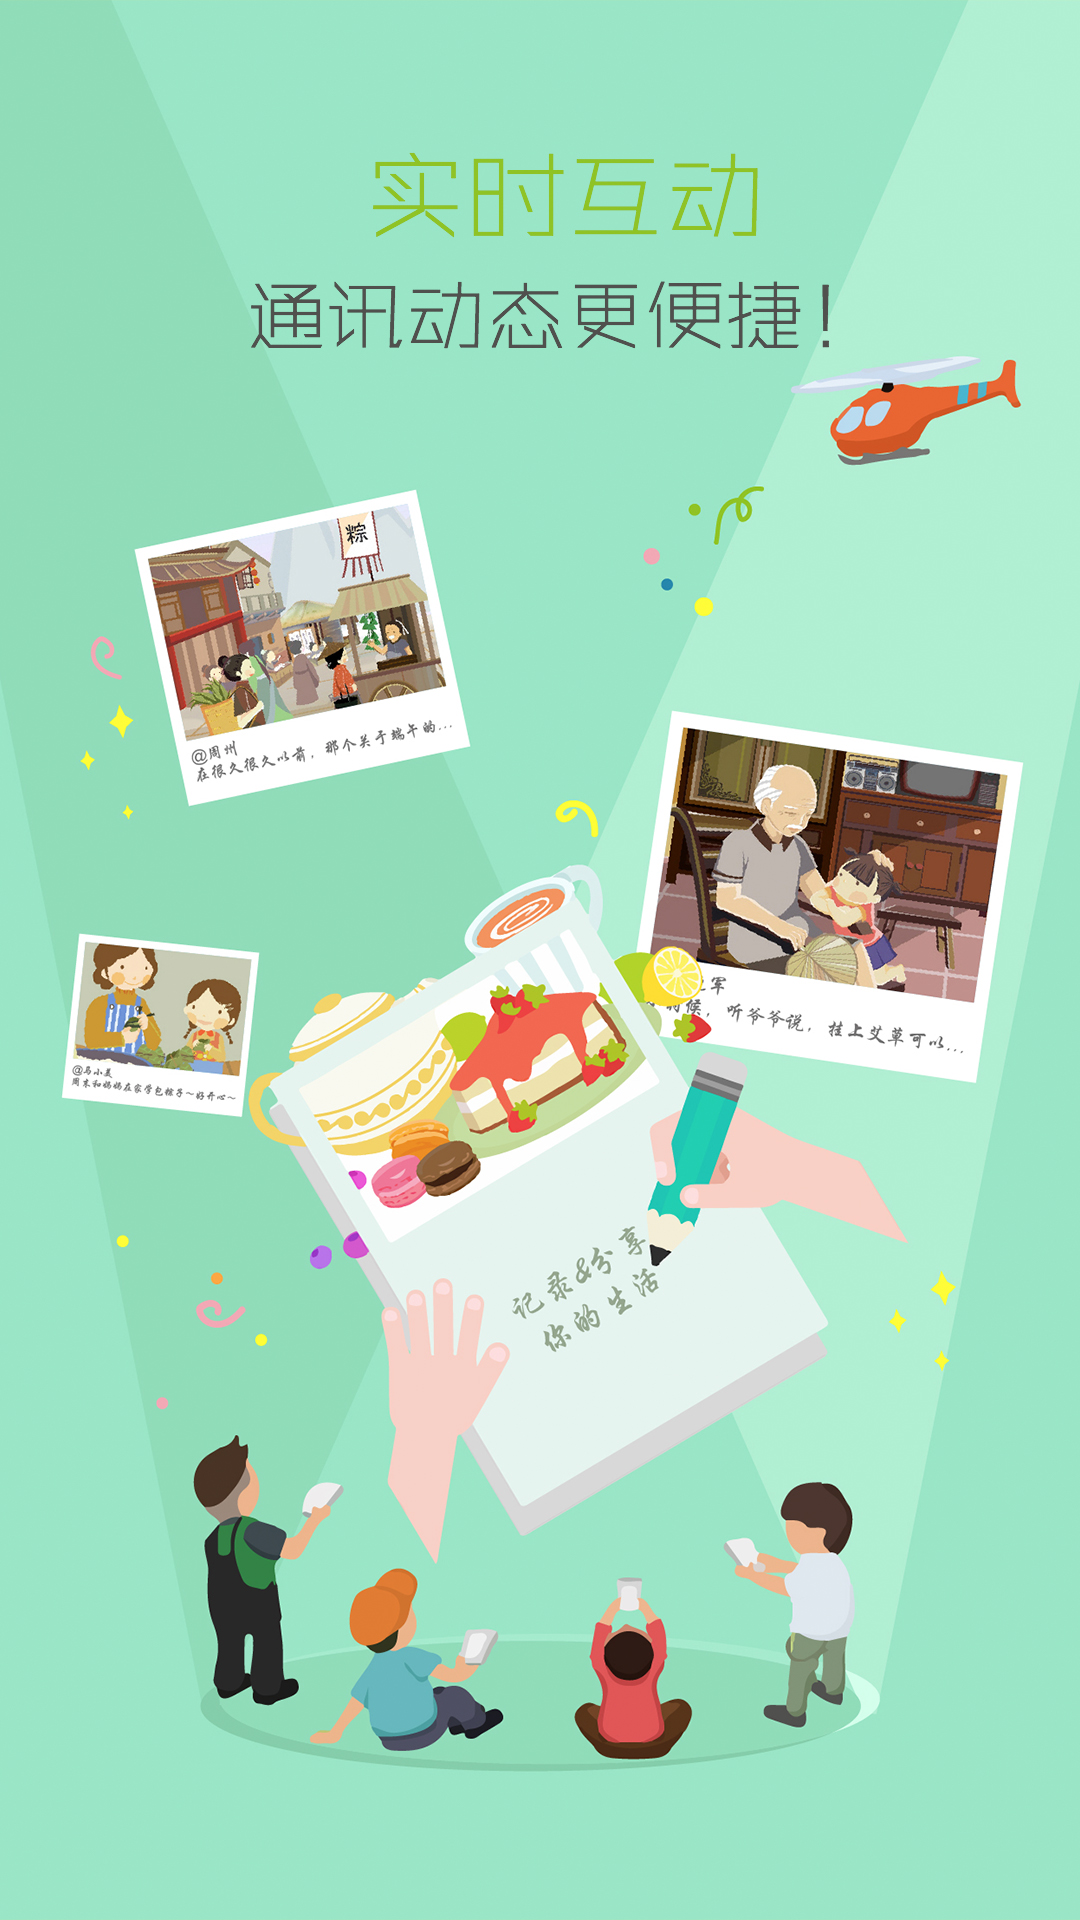 实时互动
通讯动态更便捷!
粽
@周州
在很久很久以前,那个关于端午的...
军
时候,听爷爷说,挂上艾草可以...
@马小美
周末和妈妈在家学包粽子~好开心~
记录&分享
你的生活